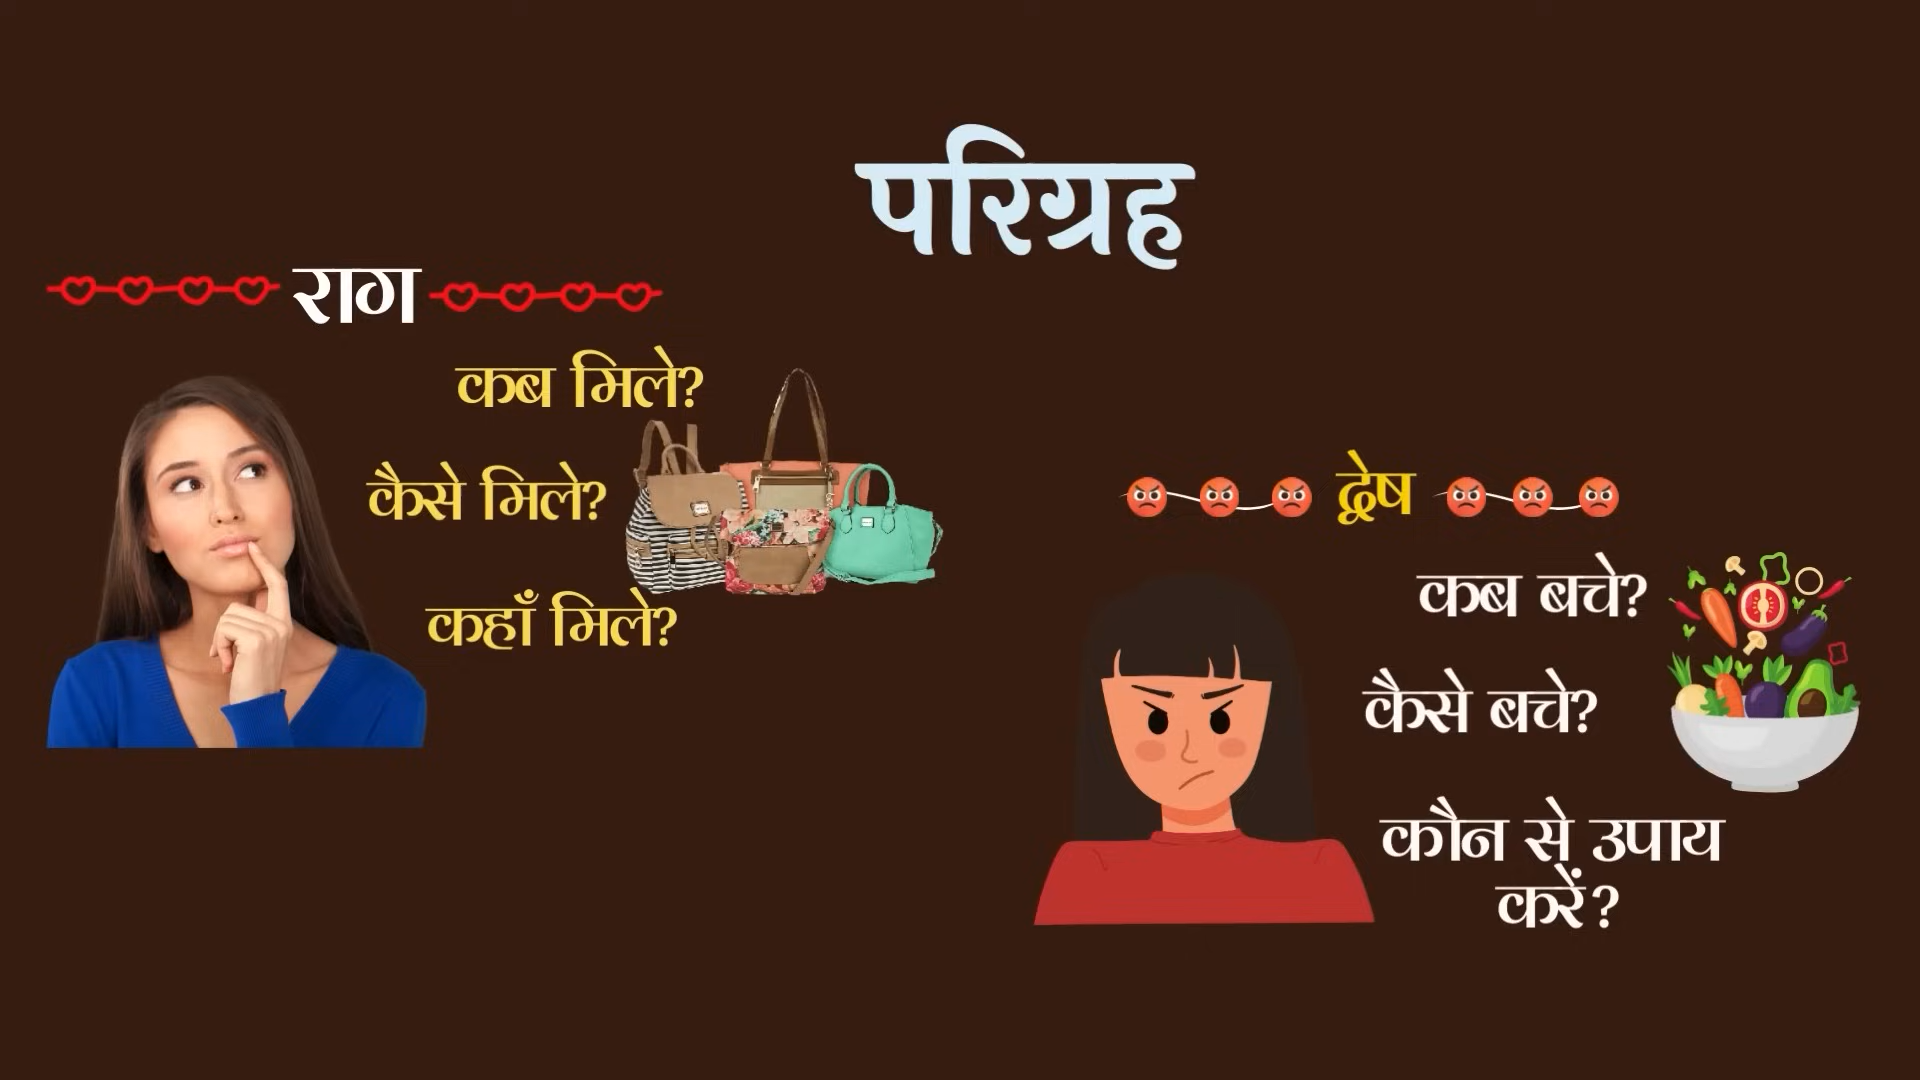 परिग्रह
राग
कब मिले?
कैसे मिले?
कहाँ मिले?
द्वेष
कब बचे?
कैसे बचे?
कौन से उपाय
करें?